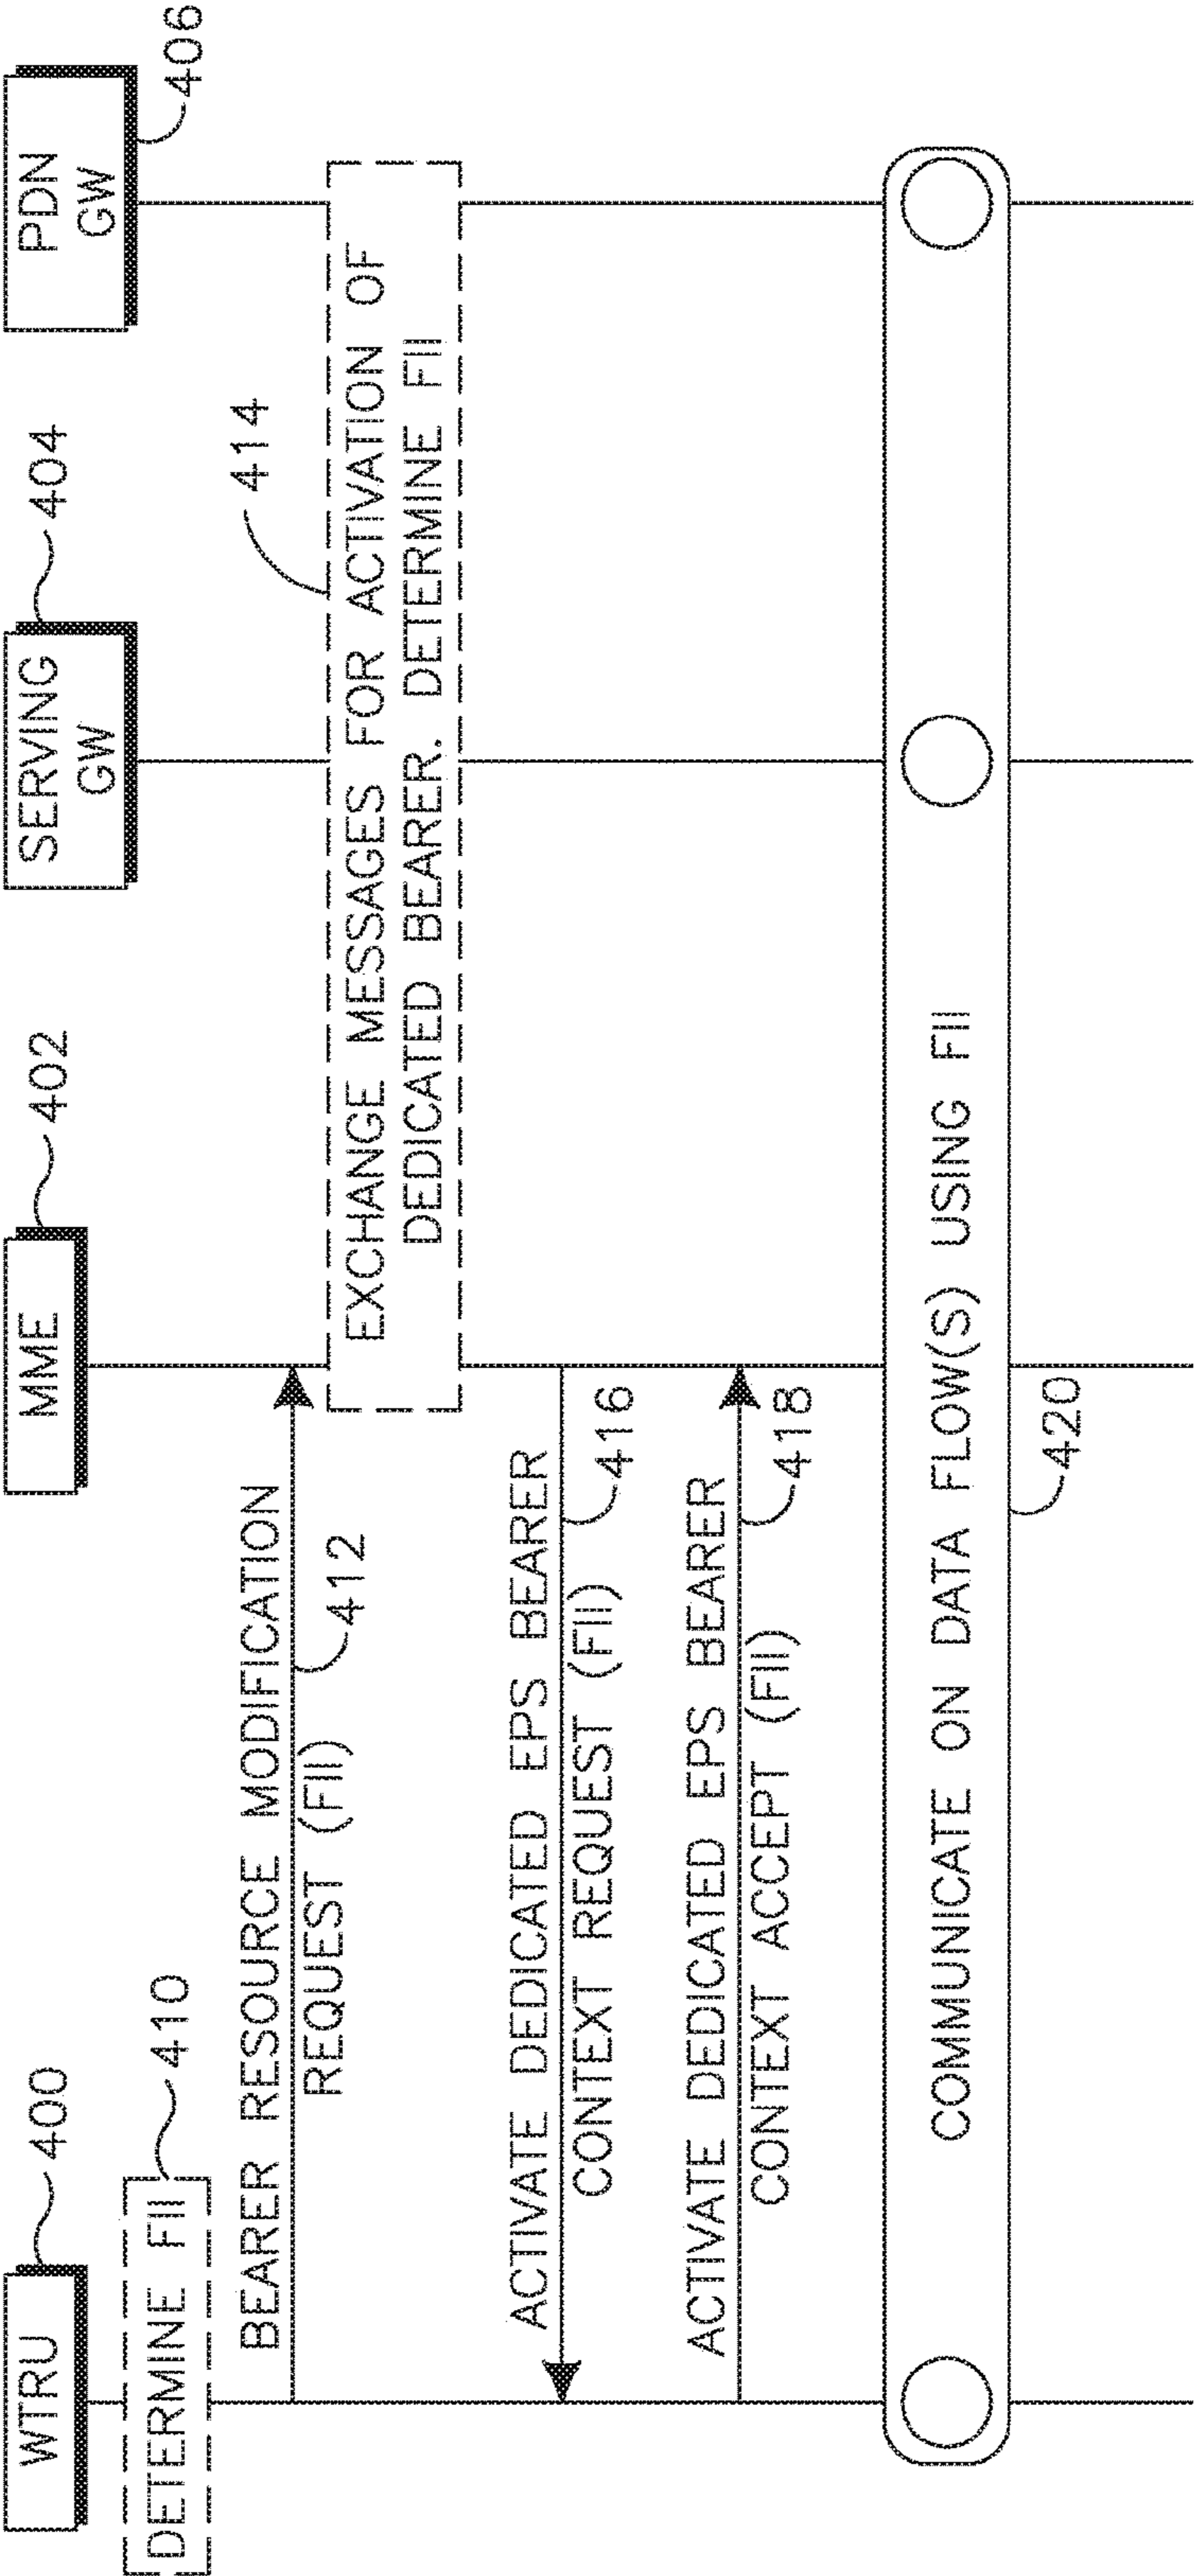 WTRU
400
MME
402
SERVING
GW
404
PDN
GW
406
DETERMINE FII
410
BEARER RESOURCE MODIFICATION
REQUEST (FII)
412
EXCHANGE MESSAGES FOR ACTIVATION OF
DEDICATED BEARER. DETERMINE FII
414
ACTIVATE DEDICATED EPS BEARER
CONTEXT REQUEST (FII)
416
ACTIVATE DEDICATED EPS BEARER
CONTEXT ACCEPT (FII)
418
COMMUNICATE ON DATA FLOW(S) USING FII
420